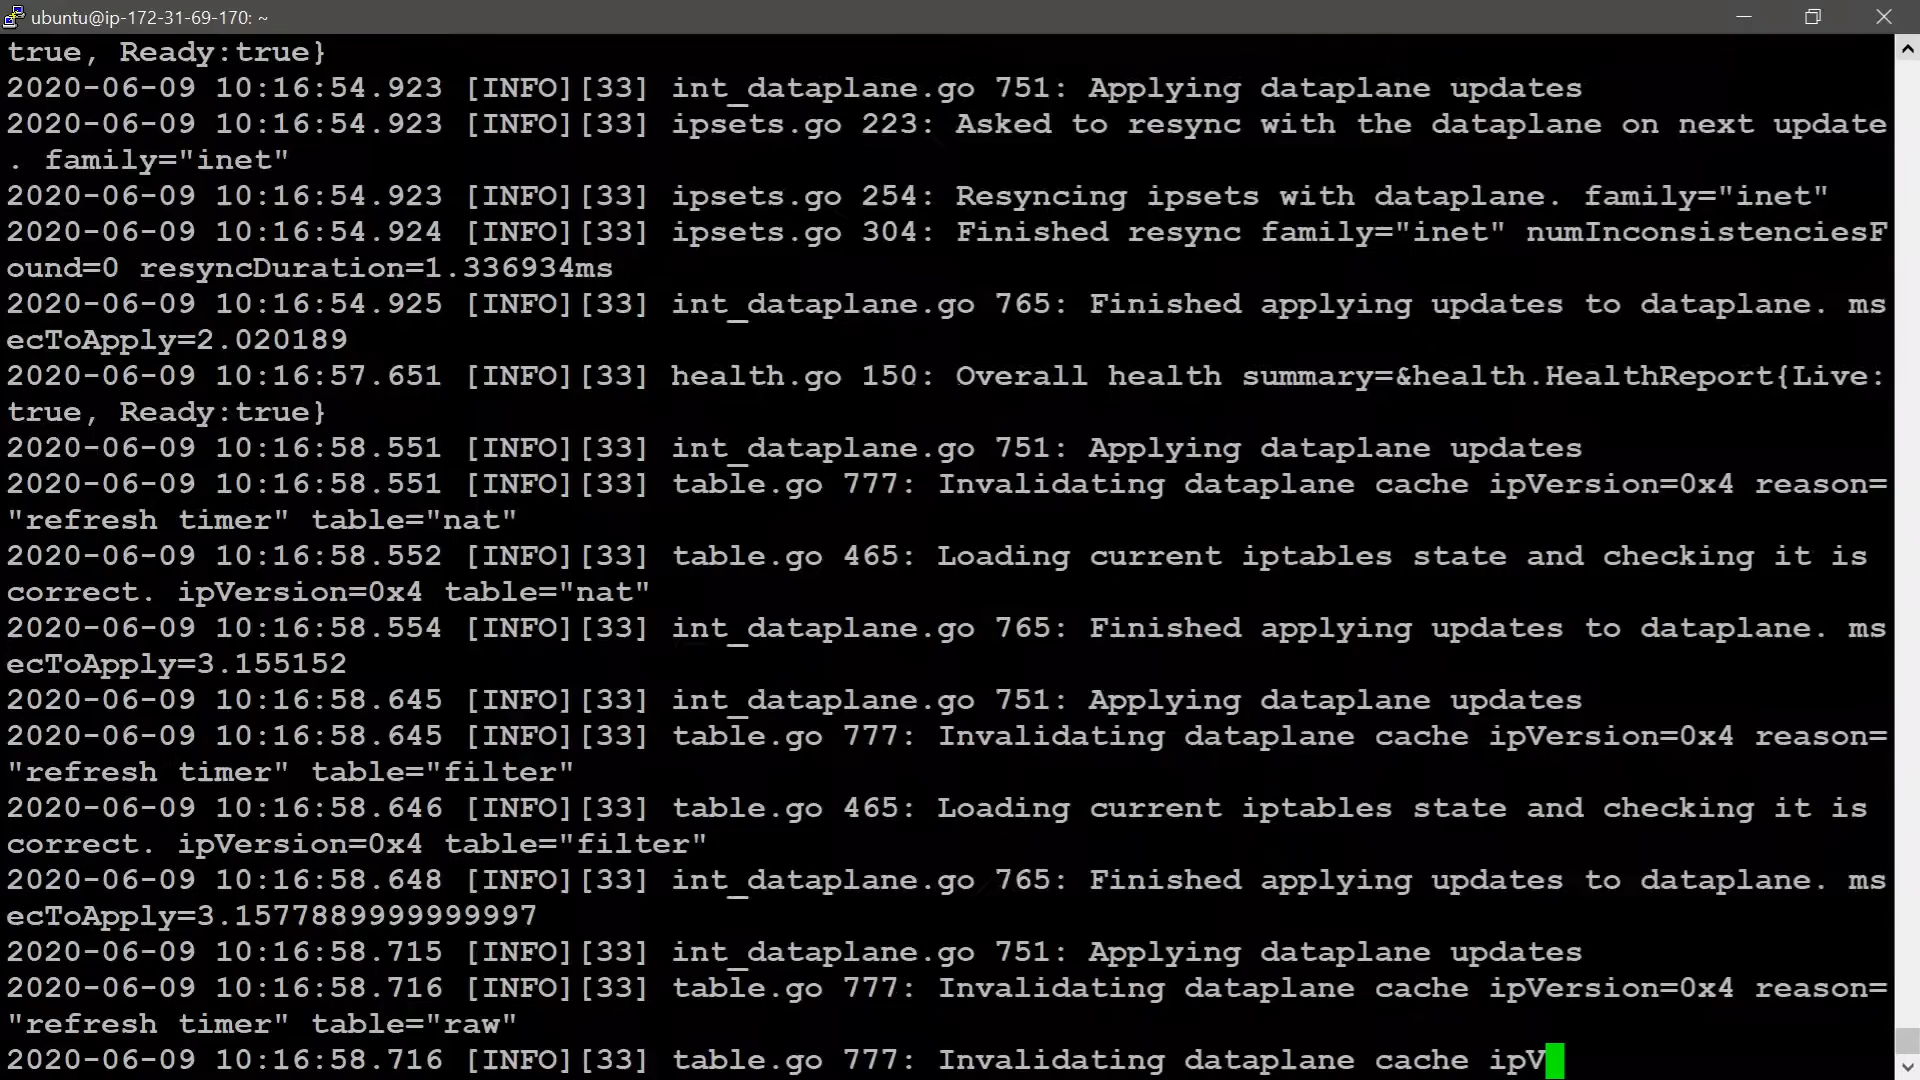 ubuntu@ip-172-31-69-170: ~
true, Ready:true}
2020-06-09 10:16:54.923 [INFO][33] int_dataplane.go 751: Applying dataplane updates
2020-06-09 10:16:54.923 [INFO][33] ipsets.go 223: Asked to resync with the dataplane on next update
. family="inet"
2020-06-09 10:16:54.923 [INFO][33] ipsets.go 254: Resyncing ipsets with dataplane. family="inet"
2020-06-09 10:16:54.924 [INFO][33] ipsets.go 304: Finished resync family="inet" numInconsistenciesF
ound=0 resyncDuration=1.336934ms
2020-06-09 10:16:54.925 [INFO][33] int_dataplane.go 765: Finished applying updates to dataplane. ms
ecToApply=2.020189
2020-06-09 10:16:57.651 [INFO][33] health.go 150: Overall health summary=&health.HealthReport{Live:
true, Ready:true}
2020-06-09 10:16:58.551 [INFO][33] int_dataplane.go 751: Applying dataplane updates
2020-06-09 10:16:58.551 [INFO][33] table.go 777: Invalidating dataplane cache ipVersion=0x4 reason=
"refresh timer" table="nat"
2020-06-09 10:16:58.552 [INFO][33] table.go 465: Loading current iptables state and checking it is
correct. ipVersion=0x4 table="nat"
2020-06-09 10:16:58.554 [INFO][33] int_dataplane.go 765: Finished applying updates to dataplane. ms
ecToApply=3.155152
2020-06-09 10:16:58.645 [INFO][33] int_dataplane.go 751: Applying dataplane updates
2020-06-09 10:16:58.645 [INFO][33] table.go 777: Invalidating dataplane cache ipVersion=0x4 reason=
"refresh timer" table="filter"
2020-06-09 10:16:58.646 [INFO][33] table.go 465: Loading current iptables state and checking it is
correct. ipVersion=0x4 table="filter"
2020-06-09 10:16:58.648 [INFO][33] int_dataplane.go 765: Finished applying updates to dataplane. ms
ecToApply=3.1577889999999997
2020-06-09 10:16:58.715 [INFO][33] int_dataplane.go 751: Applying dataplane updates
2020-06-09 10:16:58.716 [INFO][33] table.go 777: Invalidating dataplane cache ipVersion=0x4 reason=
"refresh timer" table="raw"
2020-06-09 10:16:58.716 [INFO][33] table.go 777: Invalidating dataplane cache ipV